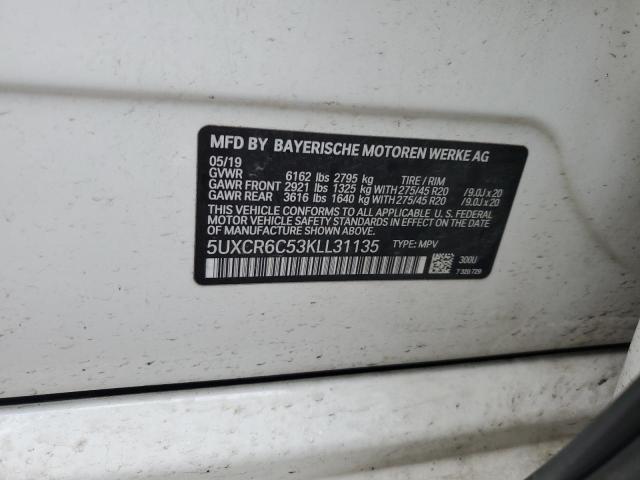 MFD BY BAYERISCHE MOTOREN WERKE AG
05/19
GVWR 6162 lbs 2795 kg TIRE / RIM
GAWR FRONT 2921 lbs 1325 kg WITH 275/45 R20 / 9.0J x 20
GAWR REAR 3616 lbs 1640 kg WITH 275/45 R20 / 9.0J x 20
THIS VEHICLE CONFORMS TO ALL APPLICABLE U.S. FEDERAL
MOTOR VEHICLE SAFETY STANDARDS IN EFFECT ON THE DATE
OF MANUFACTURE SHOWN ABOVE.
5UXCR6C53KLL31135 TYPE: MPV
300U
7 320 729